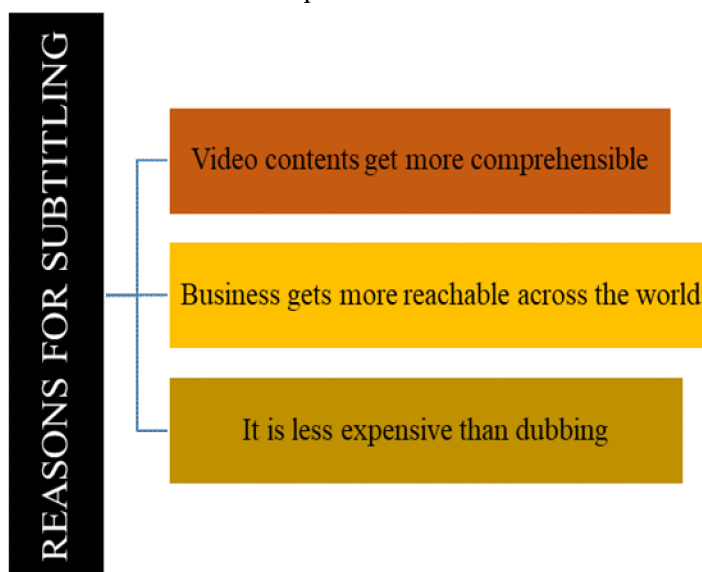 REASONS FOR SUBTITLING
Video contents get more comprehensible
Business gets more reachable across the world
It is less expensive than dubbing